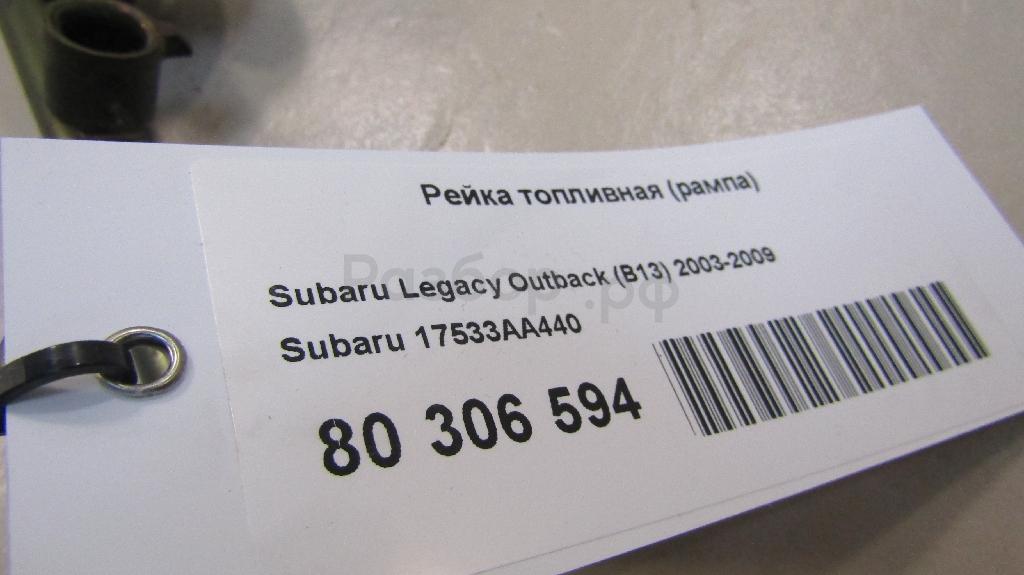 Рейка топливная (рампа)
Subaru Legacy Outback (B13) 2003-2009
Subaru 17533AA440
80 306 594
Разбор.рф